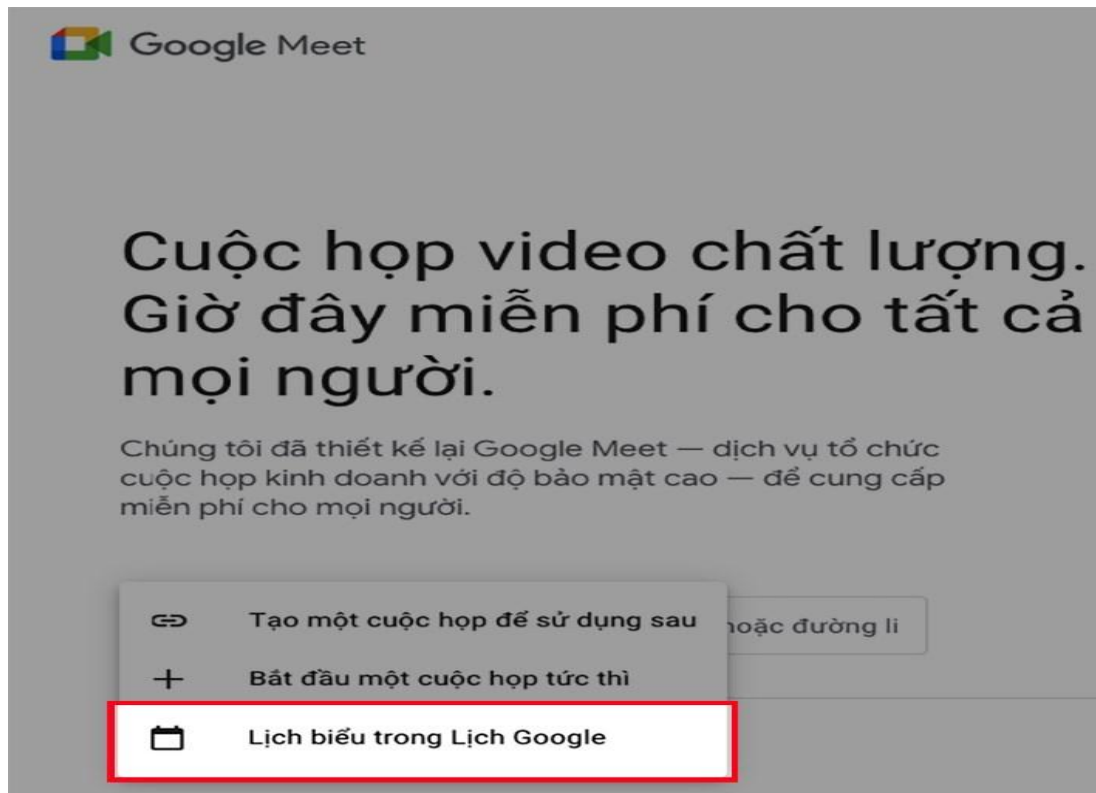 Google Meet
Cuộc họp video chất lượng.
Giờ đây miễn phí cho tất cả
mọi người.
Chúng tôi đã thiết kế lại Google Meet — dịch vụ tổ chức
cuộc họp kinh doanh với độ bảo mật cao — để cung cấp
miễn phí cho mọi người.
Tạo một cuộc họp để sử dụng sau
hoặc đường li
Bắt đầu một cuộc họp tức thì
Lịch biểu trong Lịch Google